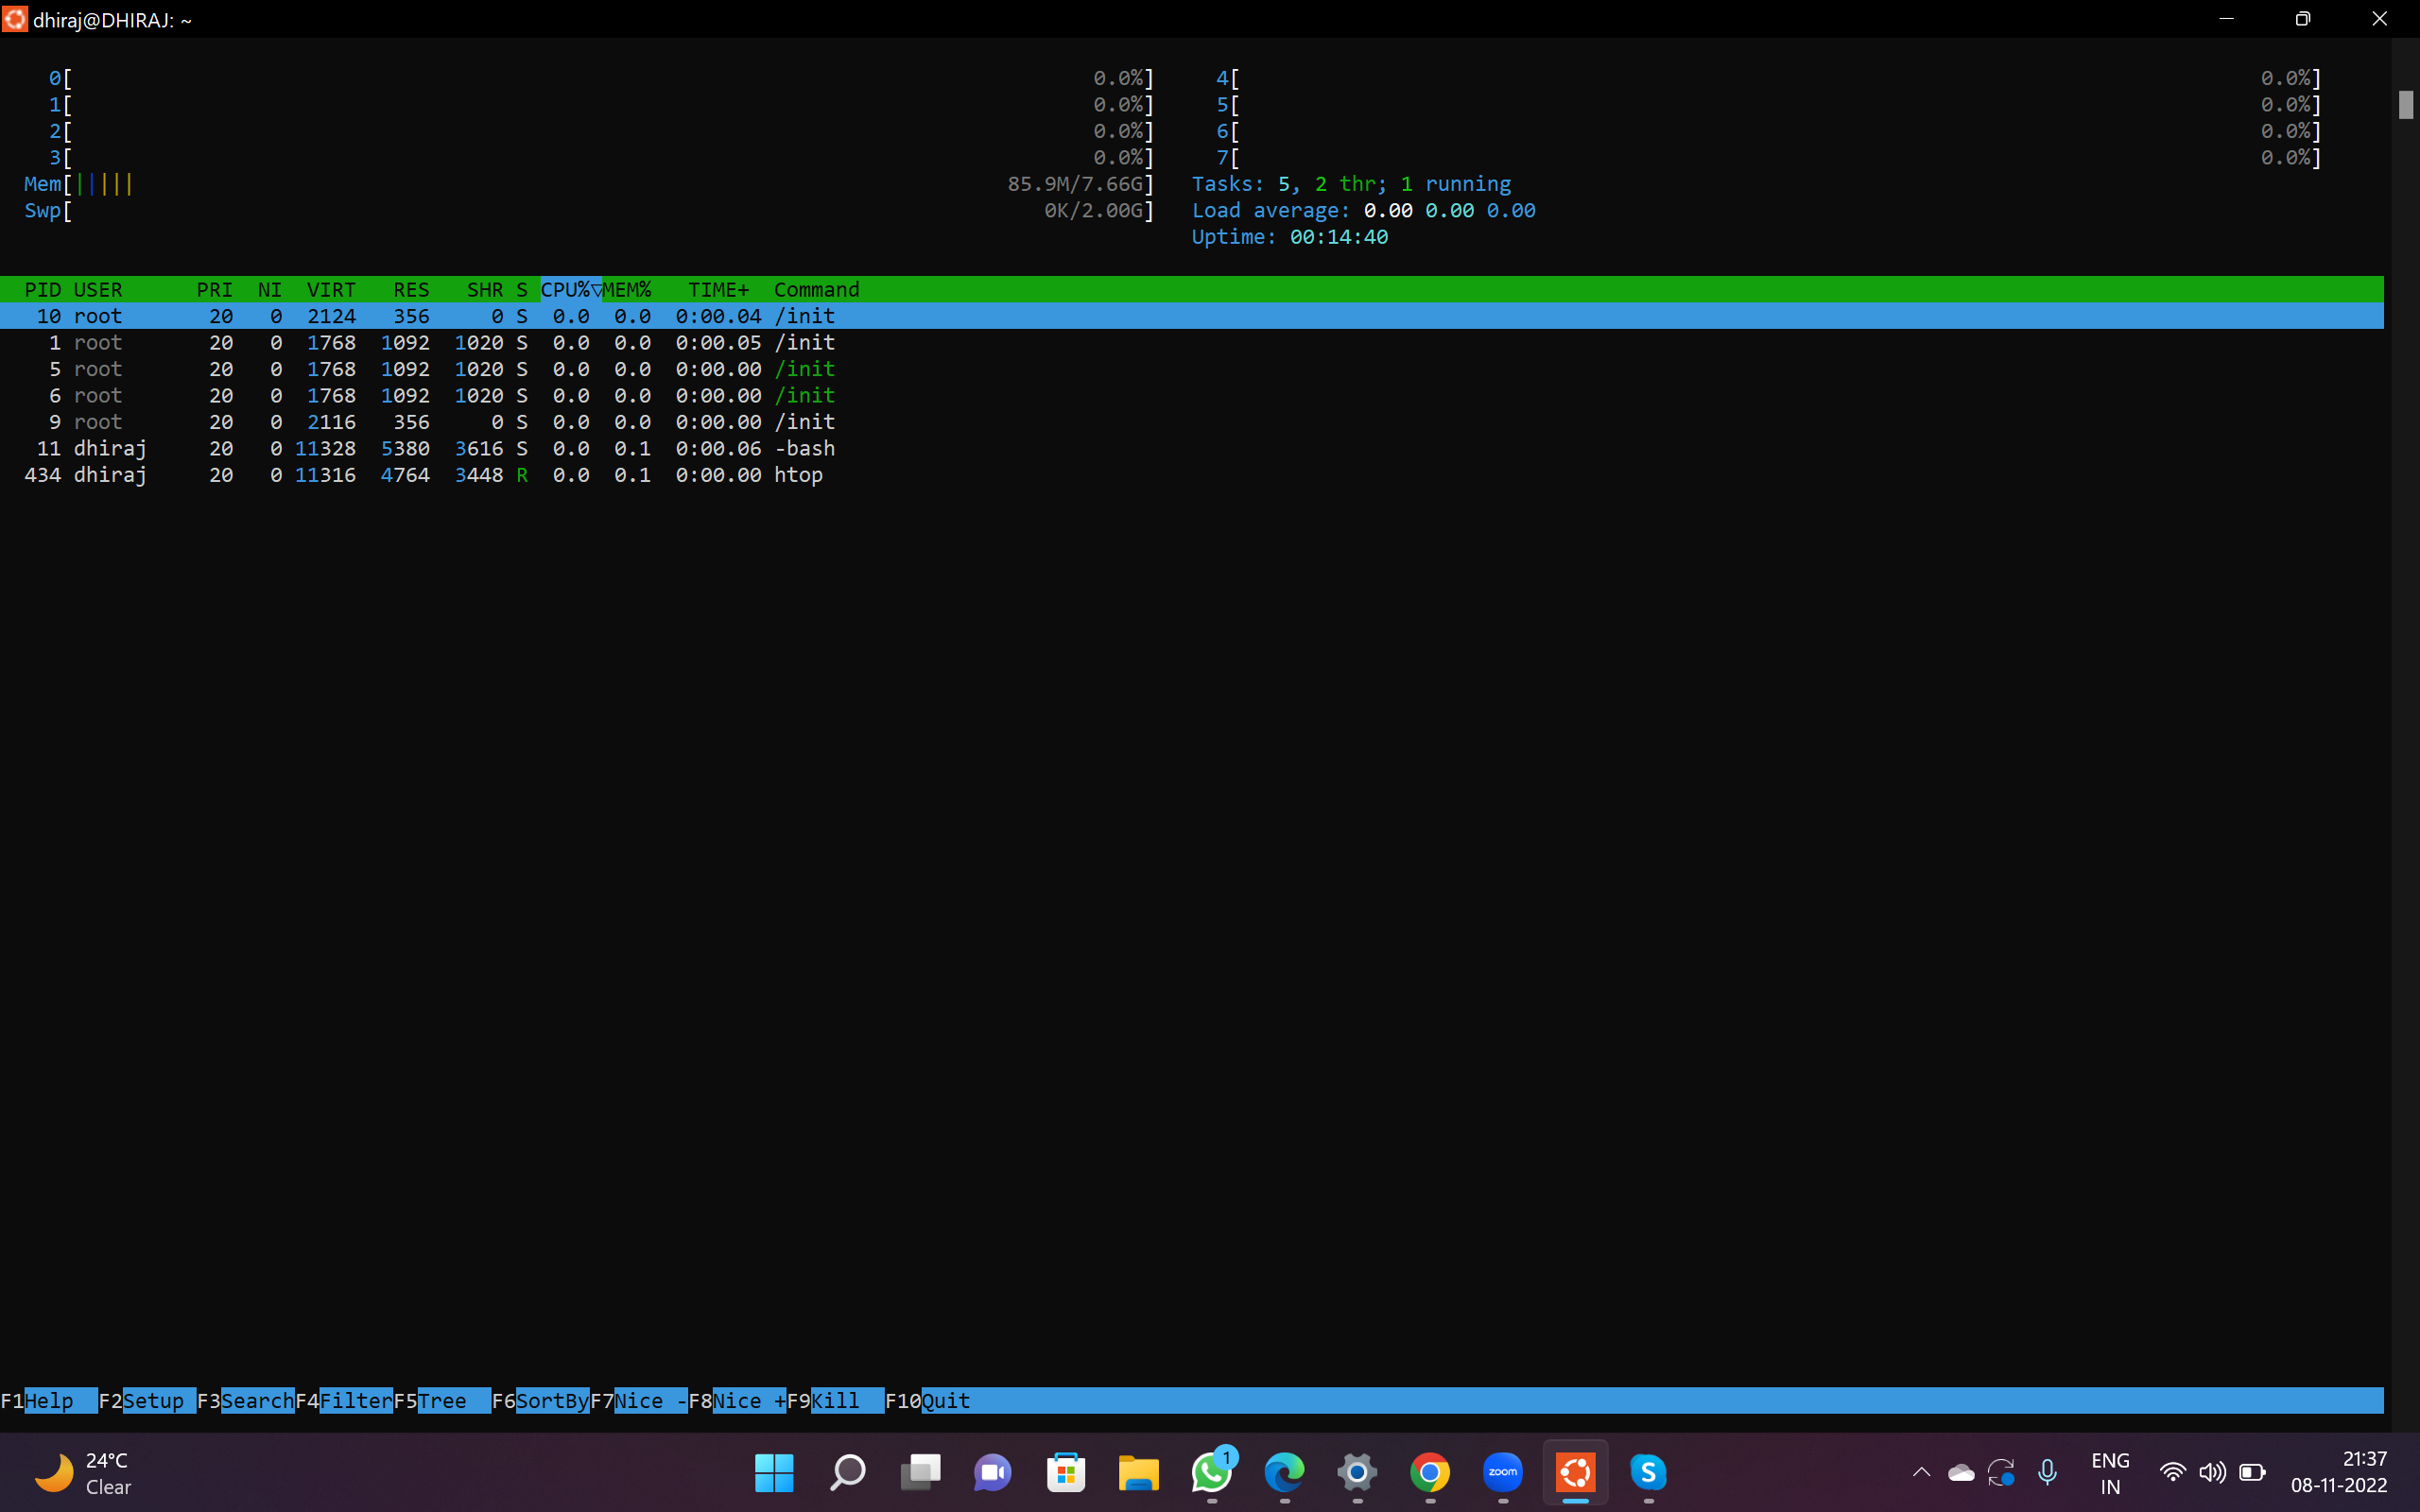 dhiraj@DHIRAJ: ~
0[ 0.0%] 4[ 0.0%]
1[ 0.0%] 5[ 0.0%]
2[ 0.0%] 6[ 0.0%]
3[ 0.0%] 7[ 0.0%]
Mem[||||| 85.9M/7.66G] Tasks: 5, 2 thr; 1 running
Swp[ 0K/2.00G] Load average: 0.00 0.00 0.00
Uptime: 00:14:40
PID USER PRI NI VIRT RES SHR S CPU%▽MEM% TIME+ Command
10 root 20 0 2124 356 0 S 0.0 0.0 0:00.04 /init
1 root 20 0 1768 1092 1020 S 0.0 0.0 0:00.05 /init
5 root 20 0 1768 1092 1020 S 0.0 0.0 0:00.00 /init
6 root 20 0 1768 1092 1020 S 0.0 0.0 0:00.00 /init
9 root 20 0 2116 356 0 S 0.0 0.0 0:00.00 /init
11 dhiraj 20 0 11328 5380 3616 S 0.0 0.1 0:00.06 -bash
434 dhiraj 20 0 11316 4764 3448 R 0.0 0.1 0:00.00 htop
F1Help F2Setup F3SearchF4FilterF5Tree F6SortByF7Nice -F8Nice +F9Kill F10Quit
24°C
Clear
1
zoom
S
ENG
IN
21:37
08-11-2022